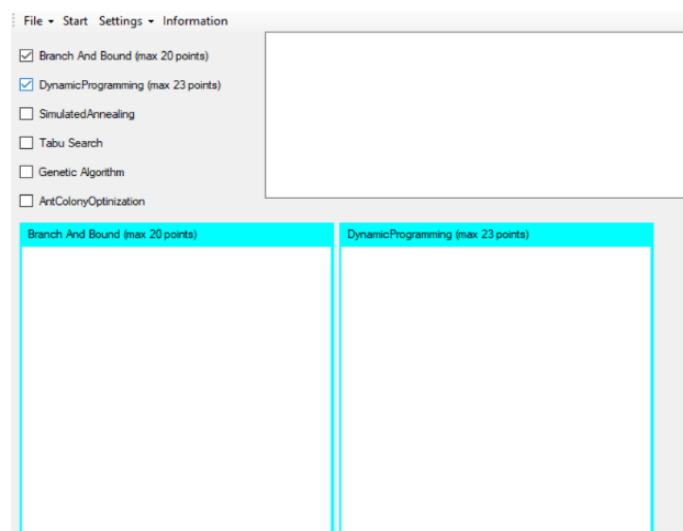 File Start Settings Information
Branch And Bound (max 20 points)
DynamicProgramming (max 23 points)
SimulatedAnnealing
Tabu Search
Genetic Algorithm
AntColonyOptinization
Branch And Bound (max 20 points)
DynamicProgramming (max 23 points)